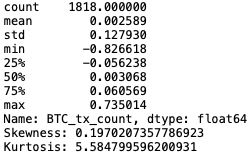 count    1818.000000
mean        0.002589
std         0.127930
min        -0.826618
25%        -0.056238
50%         0.003068
75%         0.060569
max         0.735014
Name: BTC_tx_count, dtype: float64
Skewness: 0.1970207357786923
Kurtosis: 5.584799596200931